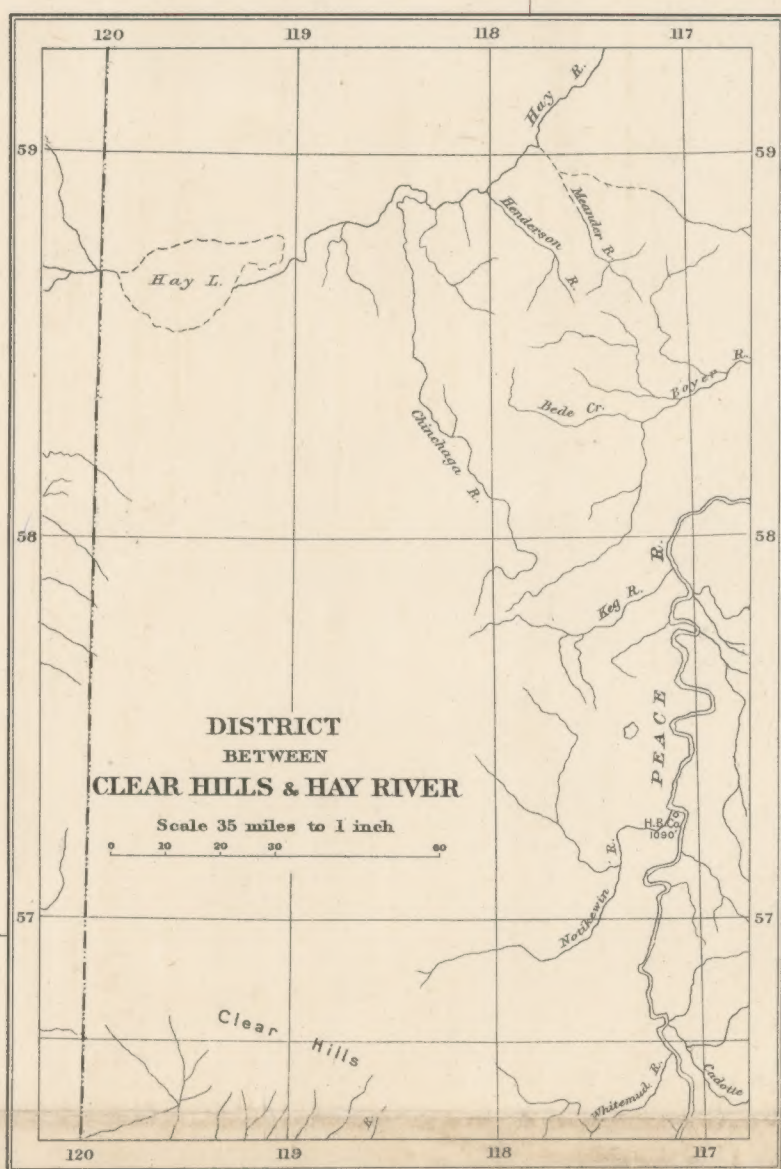 120 119 118 117
Hay R.
59 59
Meander R.
Henderson R.
Hay L.
Boyer R.
Bede Cr.
Chinchaga R.
58 58
Keg R.
PEACE R.
DISTRICT
BETWEEN
CLEAR HILLS & HAY RIVER
Scale 35 miles to 1 inch
0 10 20 30 60
H.B.Co.
1090
Notikewin R.
57 57
Clear Hills
Whitemud R.
Cadotte
R.
120 119 118 117